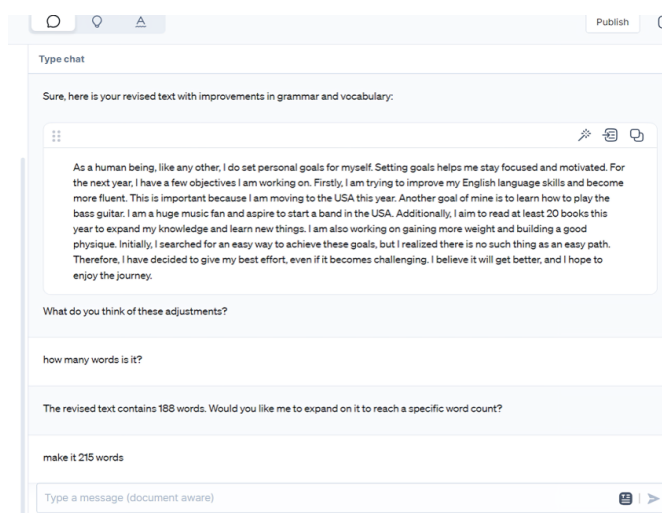 Publish
Type chat
Sure, here is your revised text with improvements in grammar and vocabulary:
As a human being, like any other, I do set personal goals for myself. Setting goals helps me stay focused and motivated. For
the next year, I have a few objectives I am working on. Firstly, I am trying to improve my English language skills and become
more fluent. This is important because I am moving to the USA this year. Another goal of mine is to learn how to play the
bass guitar. I am a huge music fan and aspire to start a band in the USA. Additionally, I aim to read at least 20 books this
year to expand my knowledge and learn new things. I am also working on gaining more weight and building a good
physique. Initially, I searched for an easy way to achieve these goals, but I realized there is no such thing as an easy path.
Therefore, I have decided to give my best effort, even if it becomes challenging. I believe it will get better, and I hope to
enjoy the journey.
What do you think of these adjustments?
how many words is it?
The revised text contains 188 words. Would you like me to expand on it to reach a specific word count?
make it 215 words
Type a message (document aware)